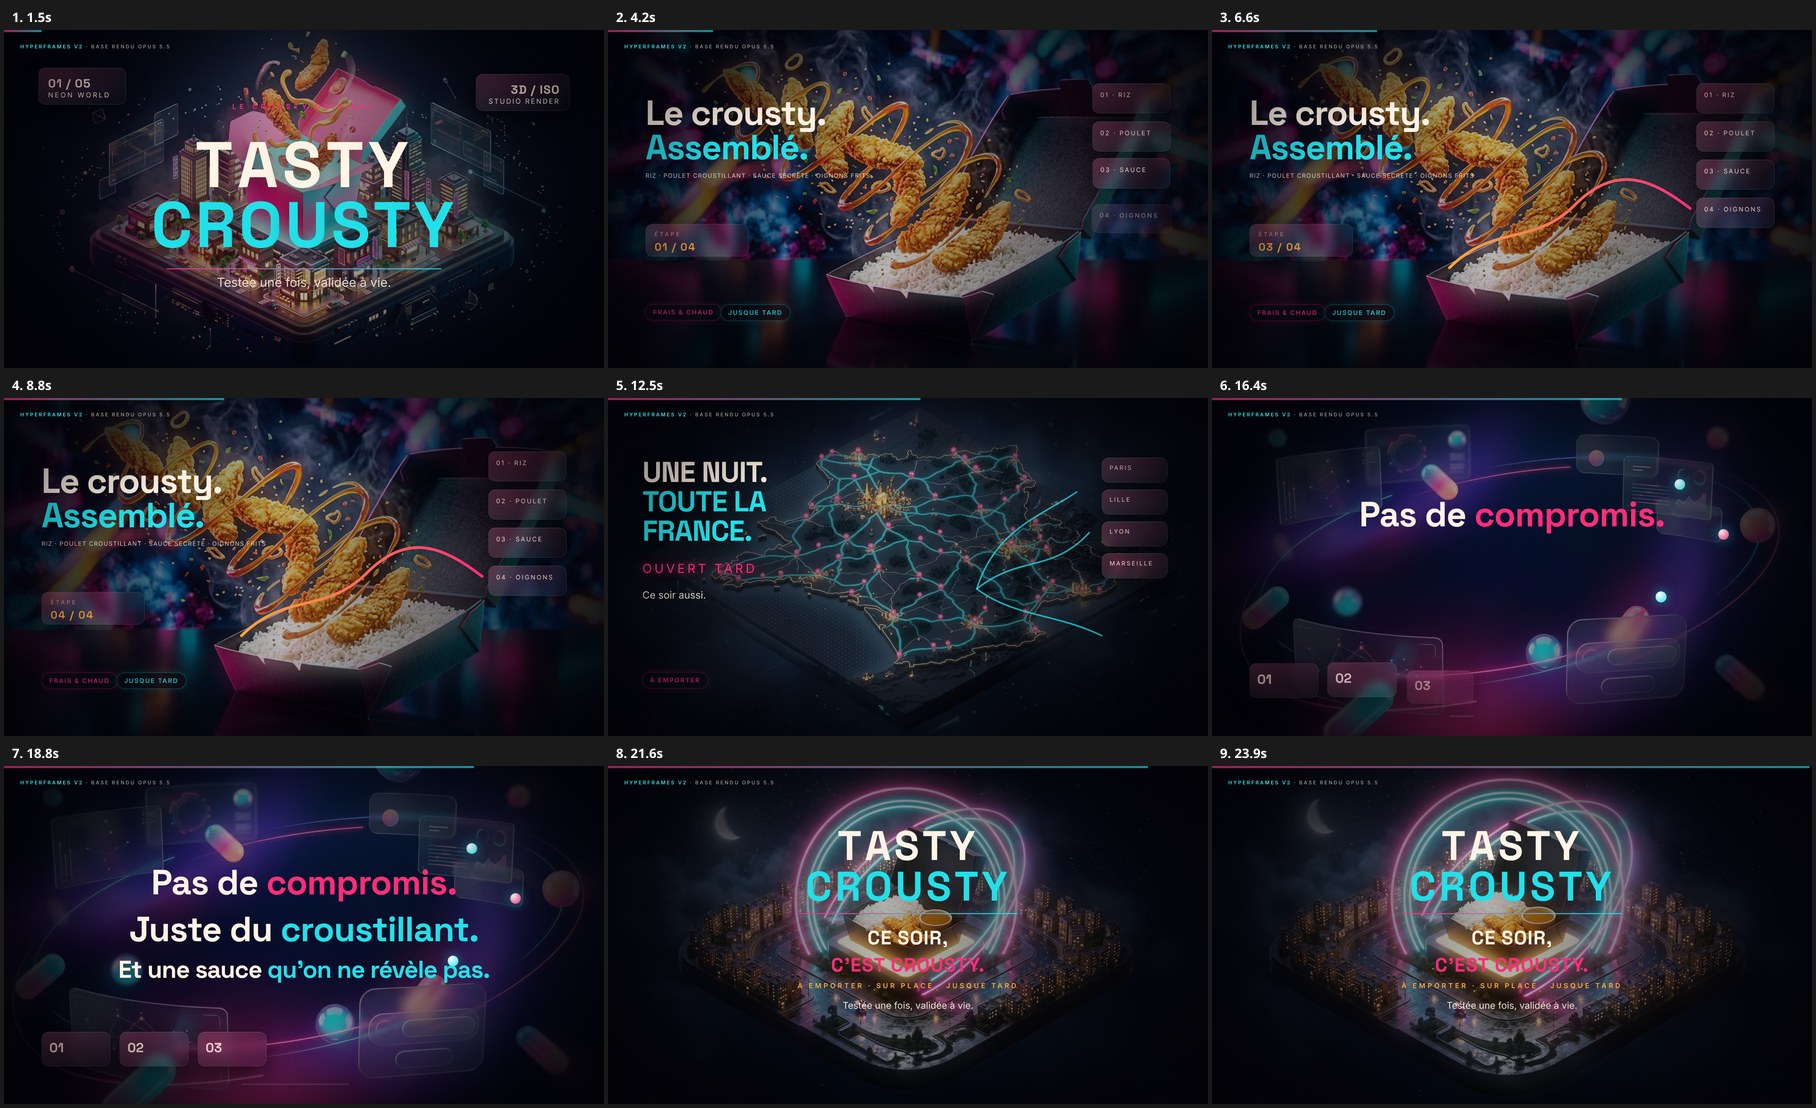 1. 1.5s
HYPERFRAMES V2 · BASE RENDU OPUS 5.5
01 / 05
NEON WORLD
3D / ISO
STUDIO RENDER
TASTY
CROUSTY
Testée une fois, validée à vie.
2. 4.2s
HYPERFRAMES V2 · BASE RENDU OPUS 5.5
Le crousty.
Assemblé.
RIZ · POULET CROUSTILLANT · SAUCE SECRÈTE · OIGNONS FRITS
ÉTAPE
01 / 04
FRAIS & CHAUD
JUSQUE TARD
01 · RIZ
02 · POULET
03 · SAUCE
04 · OIGNONS
3. 6.6s
HYPERFRAMES V2 · BASE RENDU OPUS 5.5
Le crousty.
Assemblé.
RIZ · POULET CROUSTILLANT · SAUCE SECRÈTE · OIGNONS FRITS
ÉTAPE
03 / 04
FRAIS & CHAUD
JUSQUE TARD
01 · RIZ
02 · POULET
03 · SAUCE
04 · OIGNONS
4. 8.8s
HYPERFRAMES V2 · BASE RENDU OPUS 5.5
Le crousty.
Assemblé.
RIZ · POULET CROUSTILLANT · SAUCE SECRÈTE · OIGNONS FRITS
ÉTAPE
04 / 04
FRAIS & CHAUD
JUSQUE TARD
01 · RIZ
02 · POULET
03 · SAUCE
04 · OIGNONS
5. 12.5s
HYPERFRAMES V2 · BASE RENDU OPUS 5.5
UNE NUIT.
TOUTE LA
FRANCE.
OUVERT TARD
Ce soir aussi.
À EMPORTER
PARIS
LILLE
LYON
MARSEILLE
6. 16.4s
HYPERFRAMES V2 · BASE RENDU OPUS 5.5
Pas de compromis.
01
02
03
7. 18.8s
HYPERFRAMES V2 · BASE RENDU OPUS 5.5
Pas de compromis.
Juste du croustillant.
Et une sauce qu'on ne révèle pas.
01
02
03
8. 21.6s
HYPERFRAMES V2 · BASE RENDU OPUS 5.5
TASTY
CROUSTY
CE SOIR,
C'EST CROUSTY.
À EMPORTER · SUR PLACE · JUSQUE TARD
Testée une fois, validée à vie.
9. 23.9s
HYPERFRAMES V2 · BASE RENDU OPUS 5.5
TASTY
CROUSTY
CE SOIR,
C'EST CROUSTY.
À EMPORTER · SUR PLACE · JUSQUE TARD
Testée une fois, validée à vie.